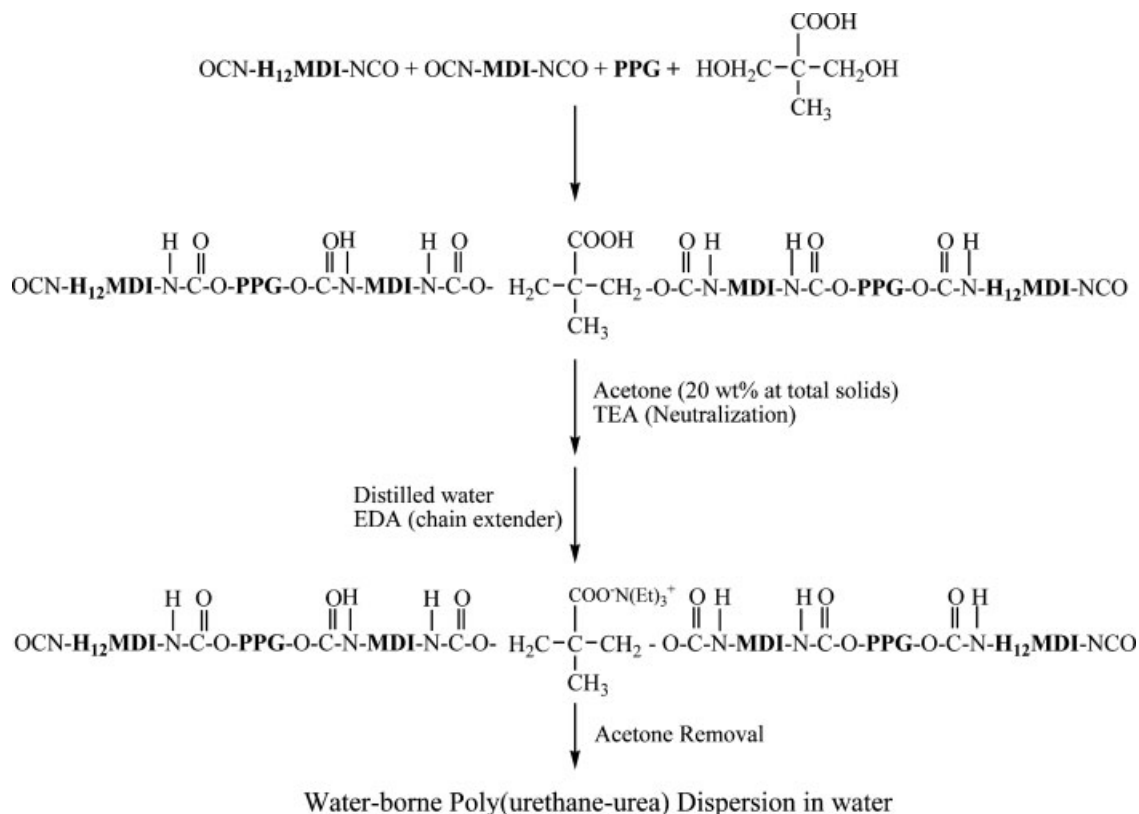 COOH
OCN-H₁₂MDI-NCO + OCN-MDI-NCO + PPG + HOH₂C-C-CH₂OH
CH₃
H O OH H O COOH O H H O O H
OCN-H₁₂MDI-N-C-O-PPG-O-C-N-MDI-N-C-O- H₂C-C-CH₂-O-C-N-MDI-N-C-O-PPG-O-C-N-H₁₂MDI-NCO
CH₃
Acetone (20 wt% at total solids)
TEA (Neutralization)
Distilled water
EDA (chain extender)
H O OH H O COO⁻N(Et)₃⁺ O H H O O H
OCN-H₁₂MDI-N-C-O-PPG-O-C-N-MDI-N-C-O- H₂C-C-CH₂ - O-C-N-MDI-N-C-O-PPG-O-C-N-H₁₂MDI-NCO
CH₃
Acetone Removal
Water-borne Poly(urethane-urea) Dispersion in water